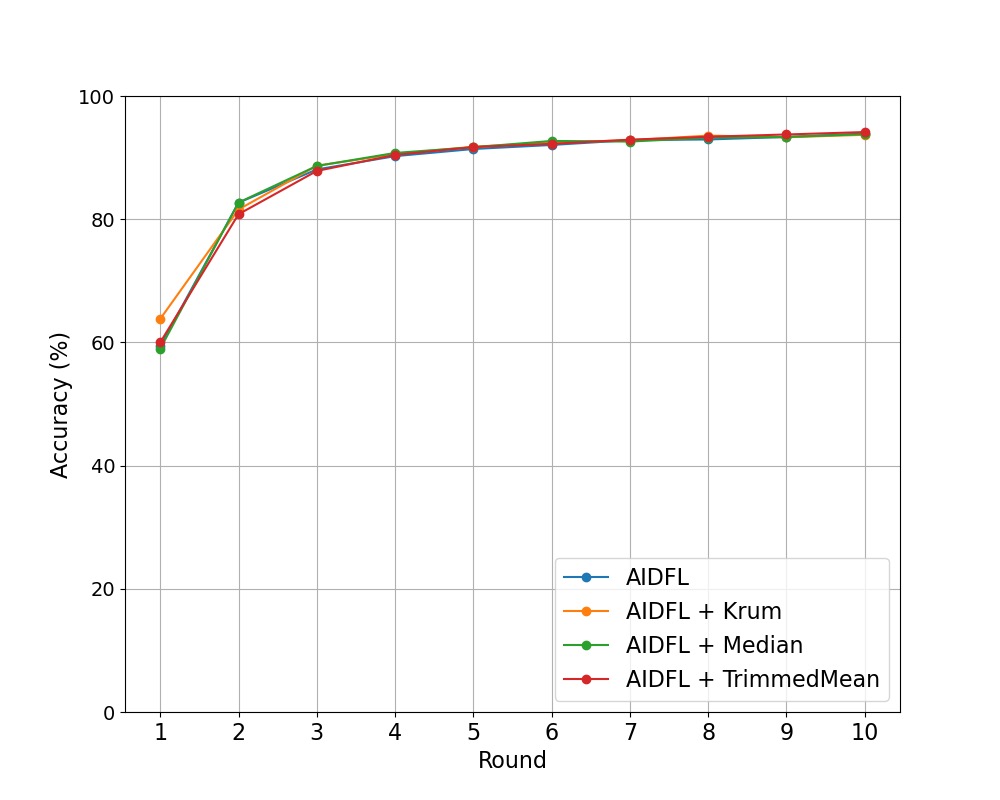 100
80
60
40
20
0
Accuracy (%)
AIDFL
AIDFL + Krum
AIDFL + Median
AIDFL + TrimmedMean
1 2 3 4 5 6 7 8 9 10
Round